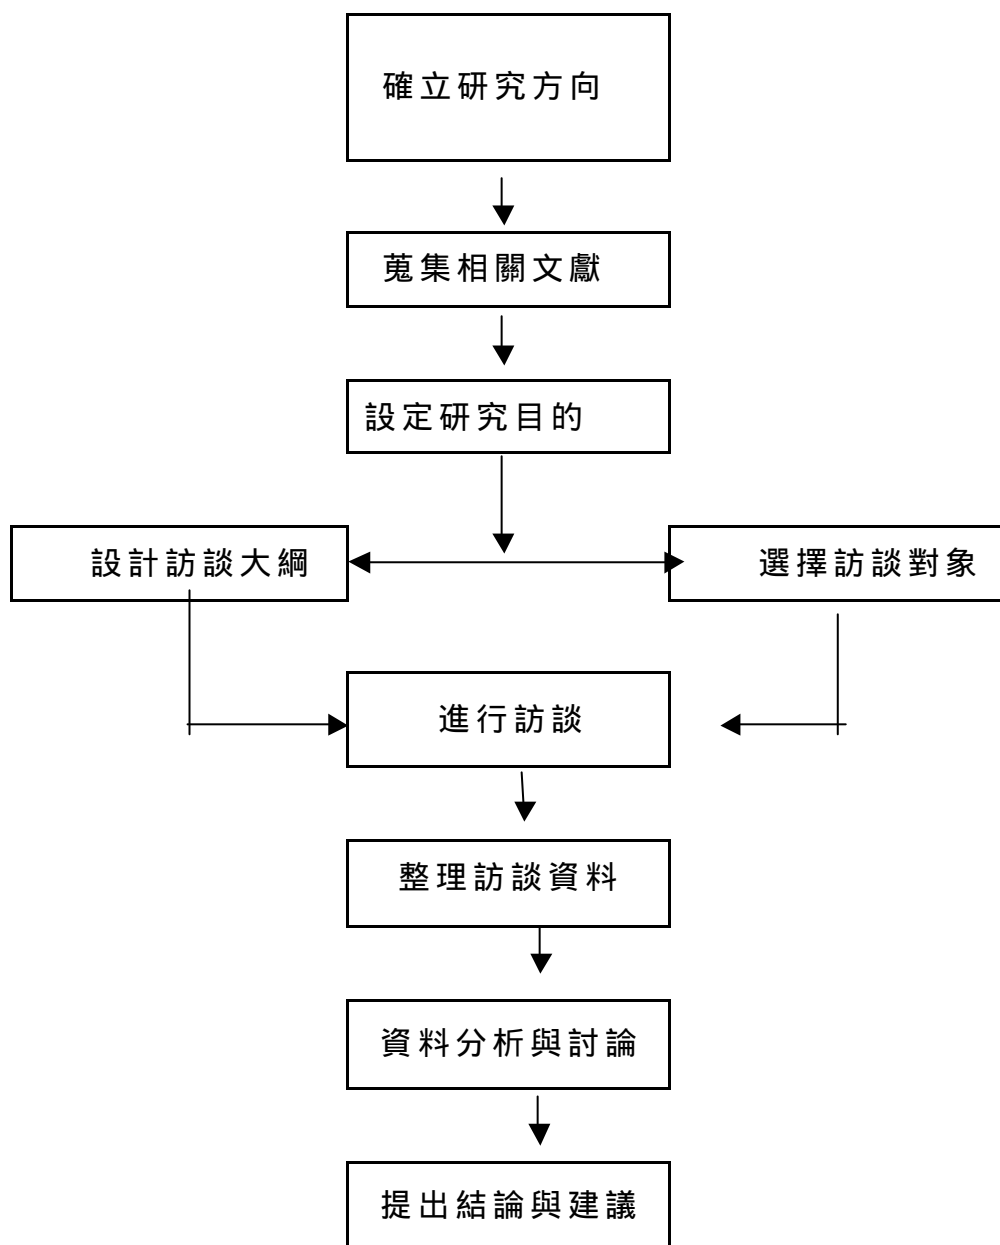 確立研究方向
蒐集相關文獻
設定研究目的
設計訪談大綱
選擇訪談對象
進行訪談
整理訪談資料
資料分析與討論
提出結論與建議